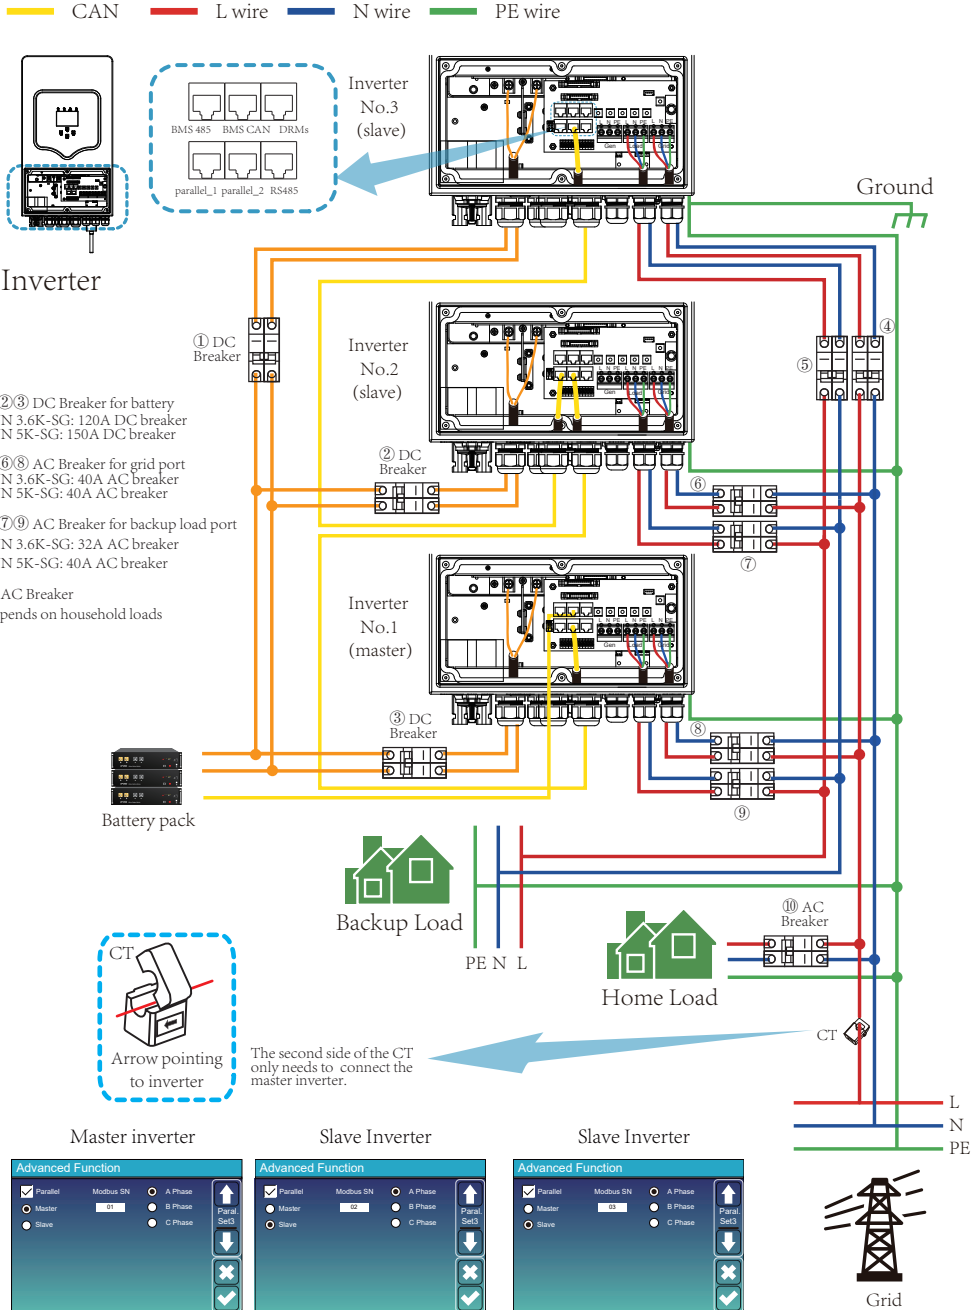 CAN
L wire
N wire
PE wire
BMS 485
BMS CAN
DRMs
parallel_1
parallel_2
RS485
Inverter
No.3
(slave)
Ground
Inverter
① DC
Breaker
Inverter
No.2
(slave)
④
⑤
②③ DC Breaker for battery
N 3.6K-SG: 120A DC breaker
N 5K-SG: 150A DC breaker
⑥⑧ AC Breaker for grid port
N 3.6K-SG: 40A AC breaker
N 5K-SG: 40A AC breaker
⑦⑨ AC Breaker for backup load port
N 3.6K-SG: 32A AC breaker
N 5K-SG: 40A AC breaker
AC Breaker
pends on household loads
② DC
Breaker
⑥
⑦
Inverter
No.1
(master)
L N PE L N PE L N PE
Gen Load Grid
③ DC
Breaker
⑧
⑨
Battery pack
Backup Load
PE N L
⑩ AC
Breaker
Home Load
CT
Arrow pointing
to inverter
The second side of the CT
only needs to connect the
master inverter.
CT
L
N
PE
Master inverter
Advanced Function
Parallel
Modbus SN
A Phase
Master
01
B Phase
Slave
C Phase
Paral.
Set3
Slave Inverter
Advanced Function
Parallel
Modbus SN
A Phase
Master
02
B Phase
Slave
C Phase
Paral.
Set3
Slave Inverter
Advanced Function
Parallel
Modbus SN
A Phase
Master
03
B Phase
Slave
C Phase
Paral.
Set3
Grid